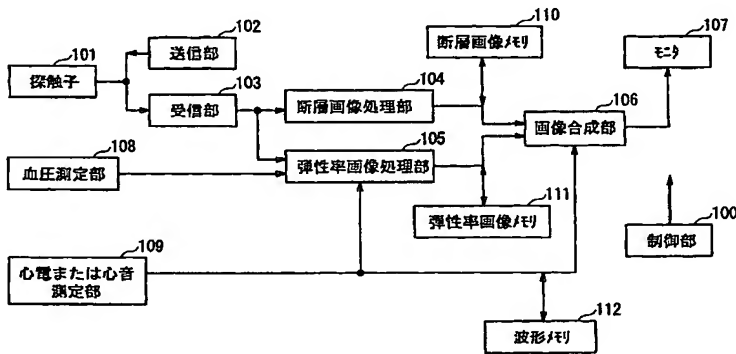 102
送信部
101
探触子
103
受信部
110
断層画像メモリ
107
モニタ
104
断層画像処理部
106
画像合成部
108
血圧測定部
105
弾性率画像処理部
111
弾性率画像メモリ
100
制御部
109
心電または心音
測定部
112
波形メモリ